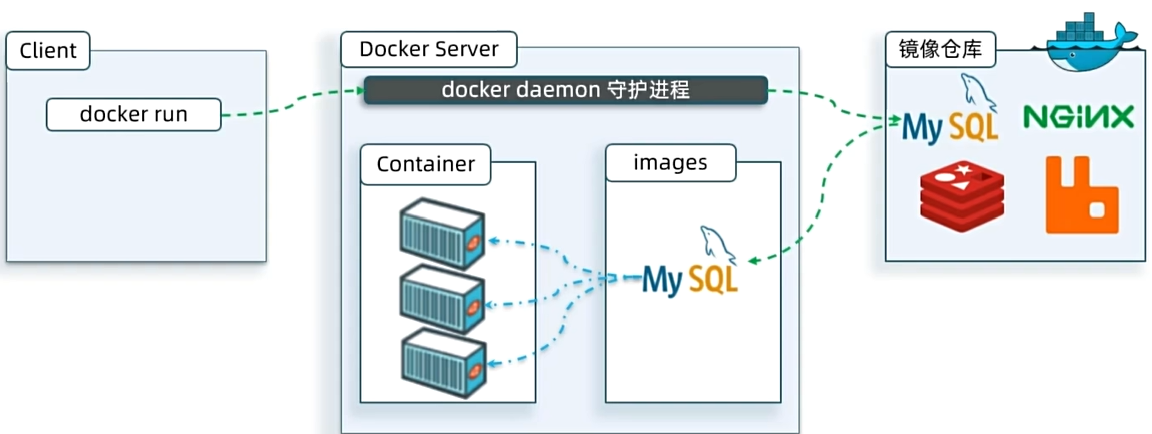 Client
docker run
Docker Server
docker daemon 守护进程
Container
images
MySQL
镜像仓库
MySQL
NGiNX